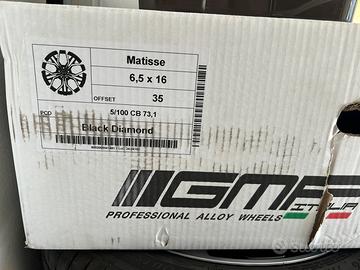 Matisse
6,5 x 16
OFFSET 35
PCD 5/100 CB 73,1
Black Diamond
GMP
ITALIA
PROFESSIONAL ALLOY WHEELS
subito